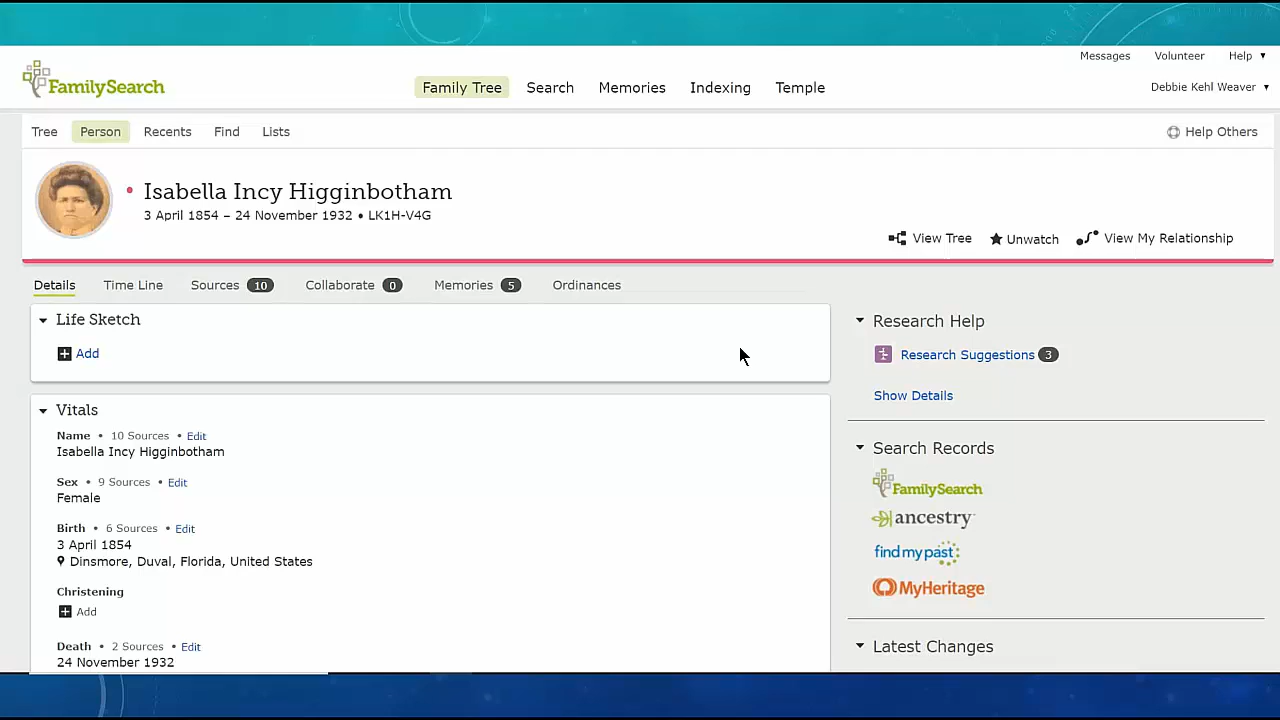 Messages Volunteer Help
FamilySearch
Family Tree Search Memories Indexing Temple
Debbie Kehl Weaver
Tree Person Recents Find Lists
Help Others
Isabella Incy Higginbotham
3 April 1854 – 24 November 1932 • LK1H-V4G
View Tree Unwatch View My Relationship
Details Time Line Sources 10 Collaborate 0 Memories 5 Ordinances
Life Sketch
Add
Vitals
Name • 10 Sources • Edit
Isabella Incy Higginbotham
Sex • 9 Sources • Edit
Female
Birth • 6 Sources • Edit
3 April 1854
Dinsmore, Duval, Florida, United States
Christening
Add
Death • 2 Sources • Edit
24 November 1932
Research Help
Research Suggestions 3
Show Details
Search Records
FamilySearch
ancestry
findmypast
MyHeritage
Latest Changes